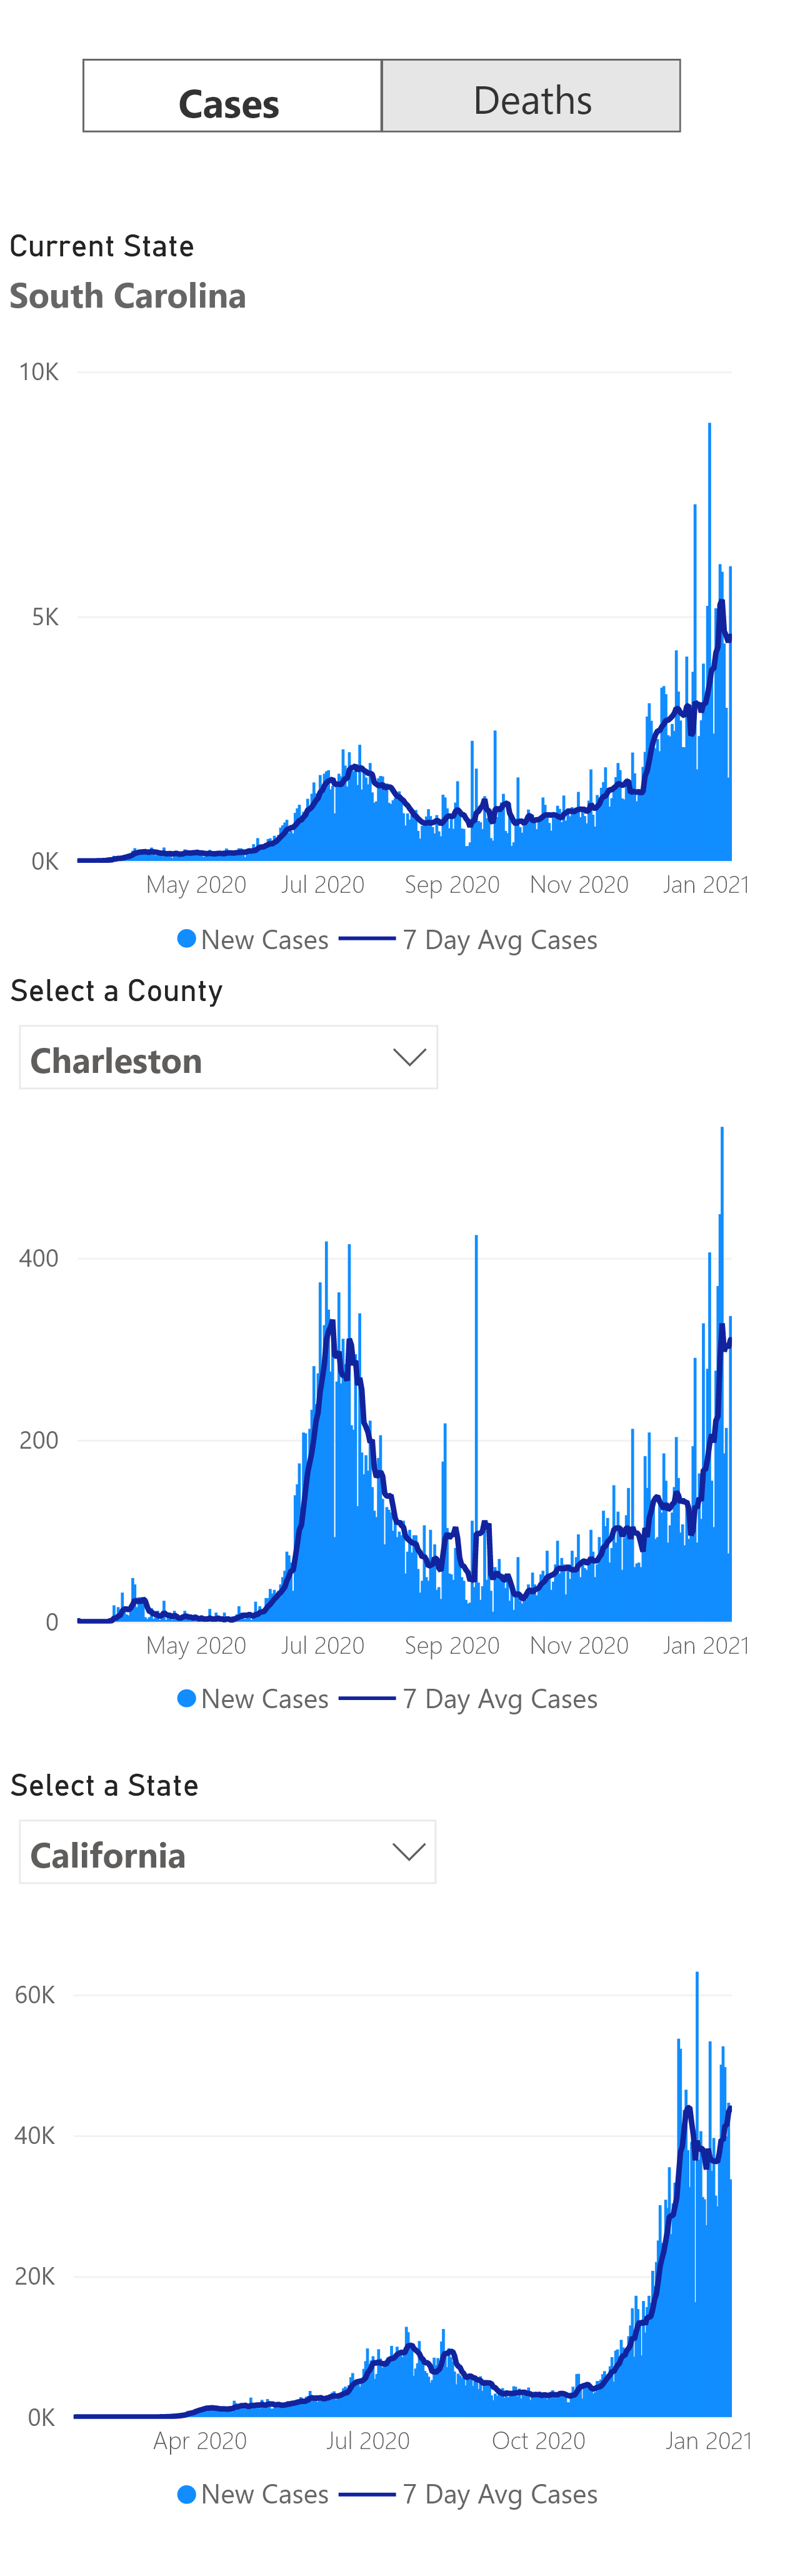 Cases Deaths
Current State
South Carolina
10K
5K
0K
May 2020 Jul 2020 Sep 2020 Nov 2020 Jan 2021
New Cases 7 Day Avg Cases
Select a County
Charleston
400
200
0
May 2020 Jul 2020 Sep 2020 Nov 2020 Jan 2021
New Cases 7 Day Avg Cases
Select a State
California
60K
40K
20K
0K
Apr 2020 Jul 2020 Oct 2020 Jan 2021
New Cases 7 Day Avg Cases